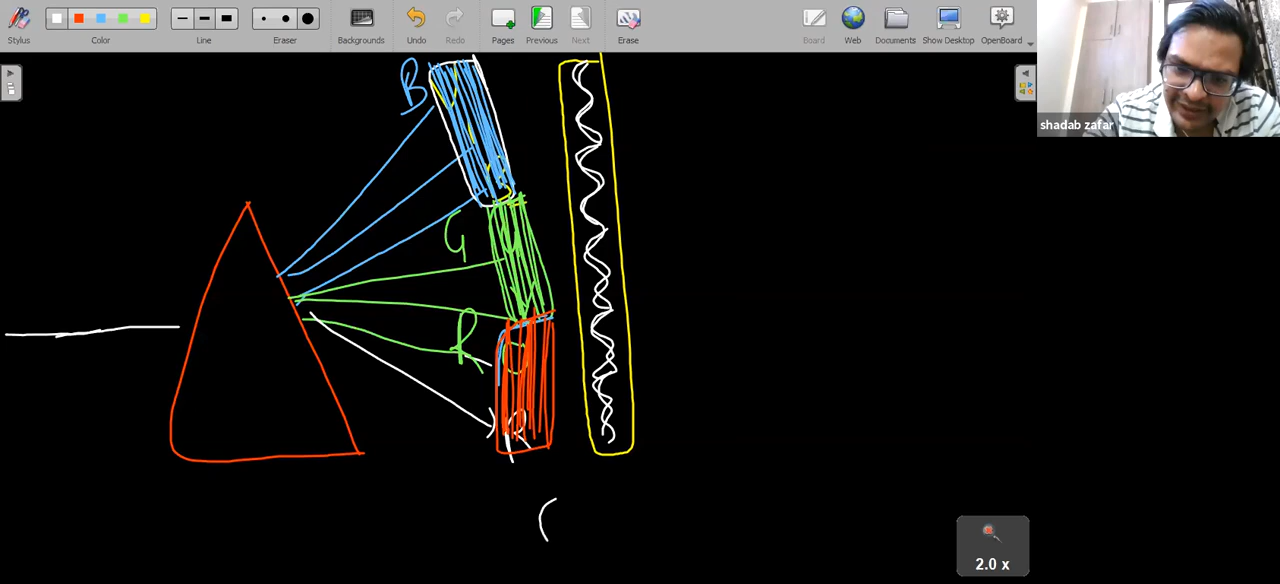 Stylus
Color
Line
Eraser
Backgrounds
Undo
Redo
Pages
Previous
Next
Erase
Board
Web
Documents
Show Desktop
OpenBoard
shadab zafar
B
G
R
2.0 x